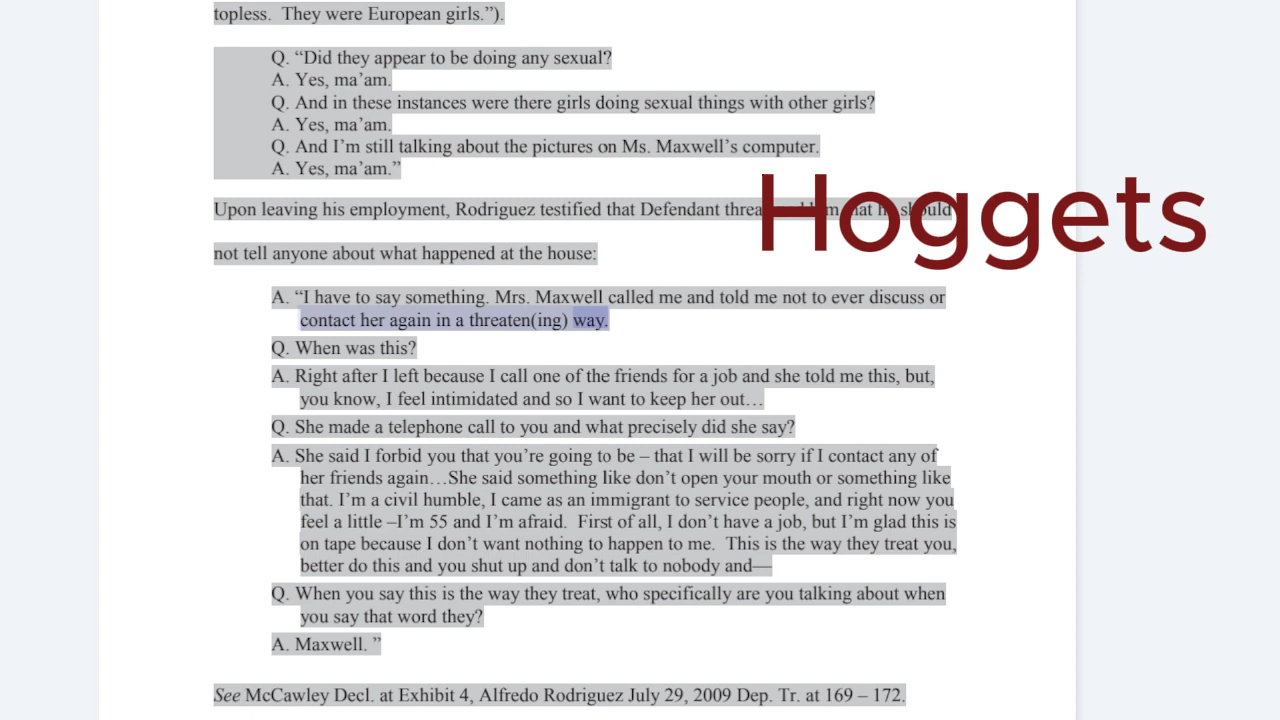 topless.  They were European girls.”).
Q. “Did they appear to be doing any sexual?
A. Yes, ma’am.
Q. And in these instances were there girls doing sexual things with other girls?
A. Yes, ma’am.
Q. And I’m still talking about the pictures on Ms. Maxwell’s computer.
A. Yes, ma’am.”
Upon leaving his employment, Rodriguez testified that Defendant
Hoggets
not tell anyone about what happened at the house:
A. “I have to say something. Mrs. Maxwell called me and told me not to ever discuss or
contact her again in a threaten(ing) way.
Q. When was this?
A. Right after I left because I call one of the friends for a job and she told me this, but,
you know, I feel intimidated and so I want to keep her out…
Q. She made a telephone call to you and what precisely did she say?
A. She said I forbid you that you’re going to be – that I will be sorry if I contact any of
her friends again…She said something like don’t open your mouth or something like
that. I’m a civil humble, I came as an immigrant to service people, and right now you
feel a little –I’m 55 and I’m afraid.  First of all, I don’t have a job, but I’m glad this is
on tape because I don’t want nothing to happen to me.  This is the way they treat you,
better do this and you shut up and don’t talk to nobody and—
Q. When you say this is the way they treat, who specifically are you talking about when
you say that word they?
A. Maxwell. ”
See McCawley Decl. at Exhibit 4, Alfredo Rodriguez July 29, 2009 Dep. Tr. at 169 – 172.